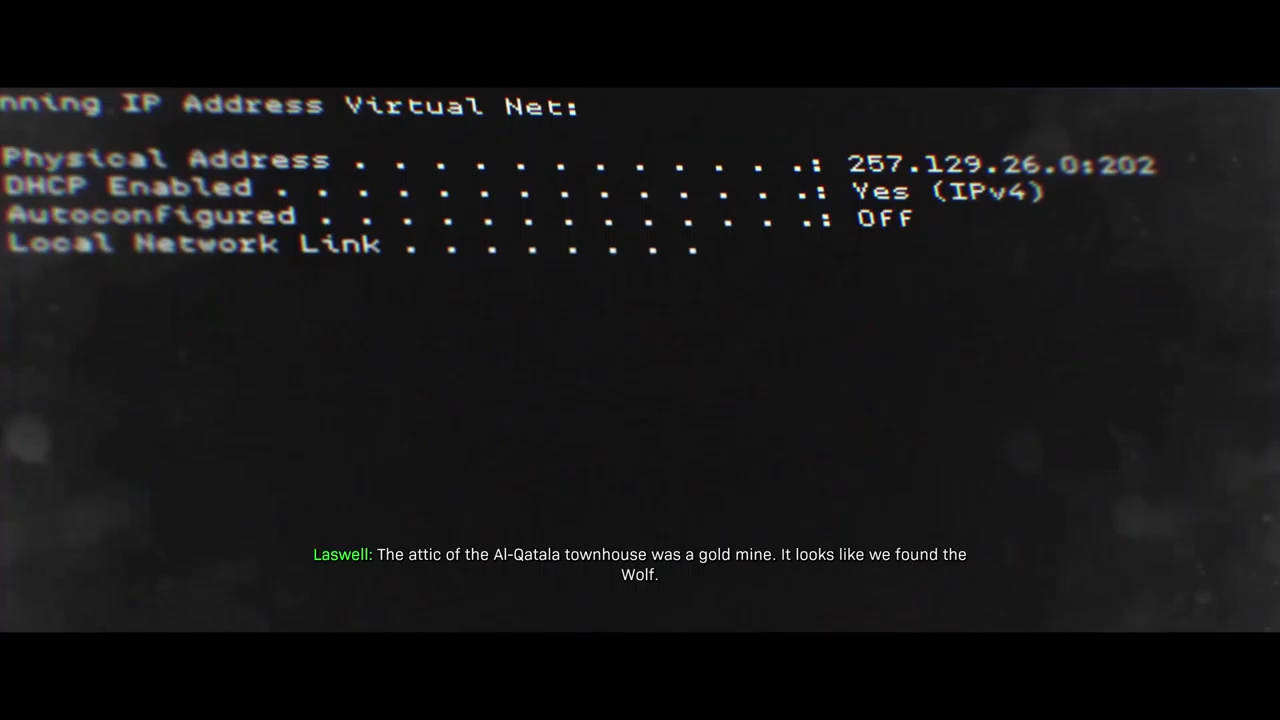 nning IP Address Virtual Net:
Physical Address . . . . . . . . . . . .: 257.129.26.0:202
DHCP Enabled . . . . . . . . . . . . . .: Yes (IPv4)
Autoconfigured . . . . . . . . . . . . .: Off
Local Network Link . . . . . . . .
Laswell: The attic of the Al-Qatala townhouse was a gold mine. It looks like we found the
Wolf.